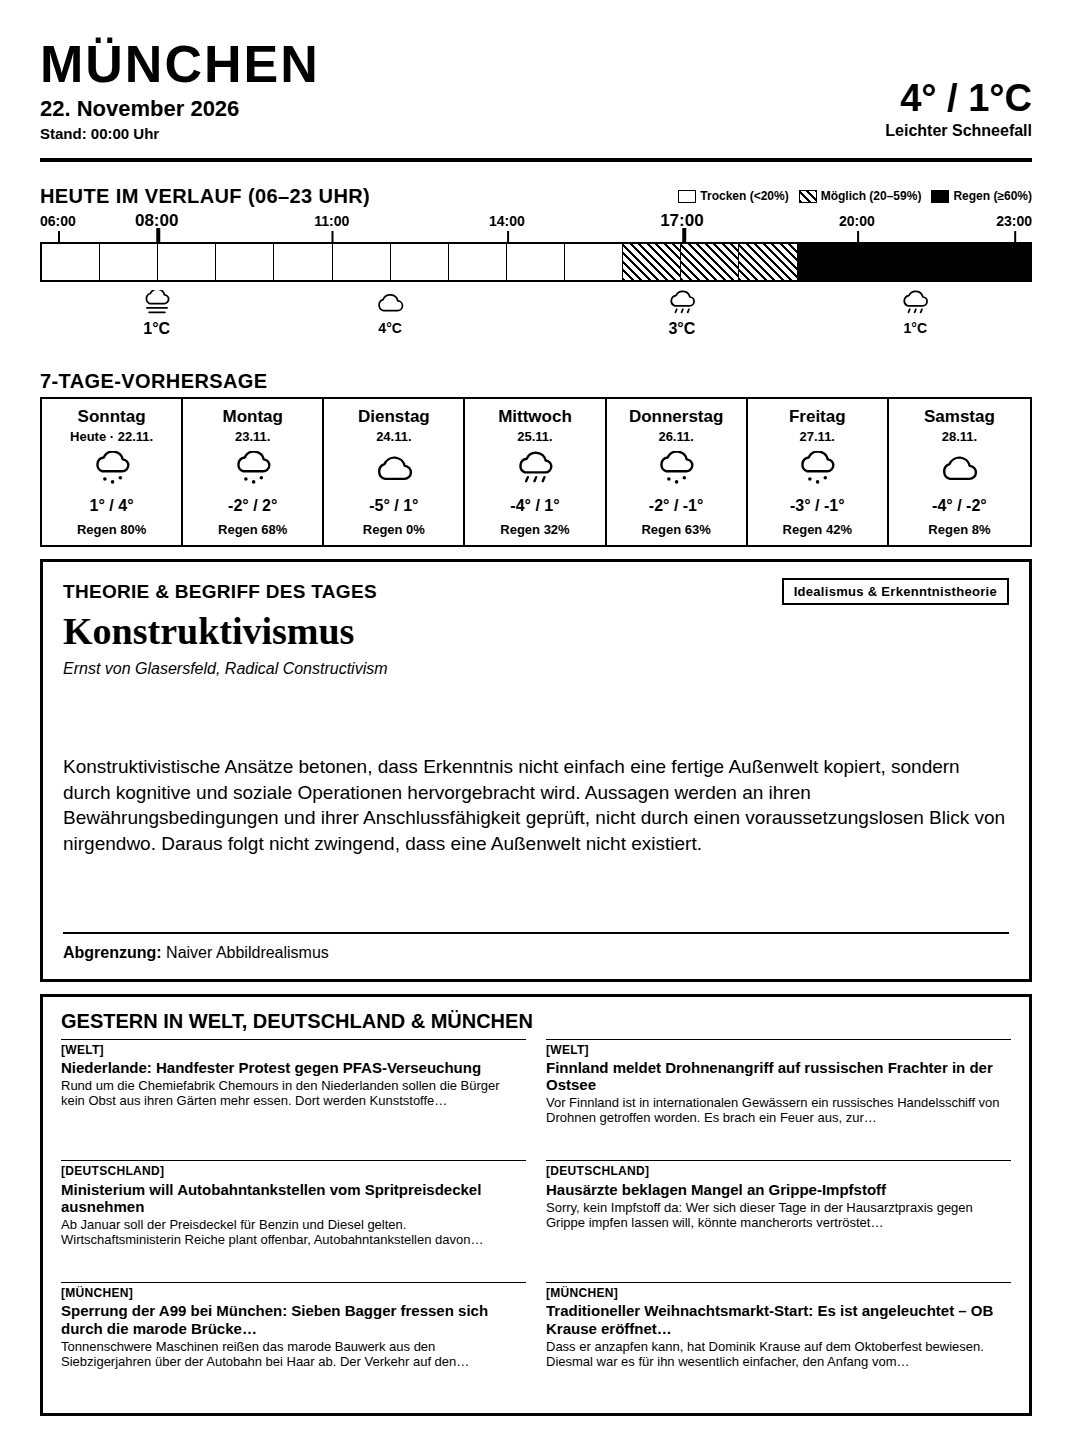 MÜNCHEN
22. November 2026
Stand: 00:00 Uhr
4° / 1°C
Leichter Schneefall
HEUTE IM VERLAUF (06–23 UHR)
Trocken (<20%) Möglich (20–59%) Regen (≥60%)
06:00 08:00 11:00 14:00 17:00 20:00 23:00
1°C 4°C 3°C 1°C
7-TAGE-VORHERSAGE
Sonntag
Heute · 22.11.
1° / 4°
Regen 80%
Montag
23.11.
-2° / 2°
Regen 68%
Dienstag
24.11.
-5° / 1°
Regen 0%
Mittwoch
25.11.
-4° / 1°
Regen 32%
Donnerstag
26.11.
-2° / -1°
Regen 63%
Freitag
27.11.
-3° / -1°
Regen 42%
Samstag
28.11.
-4° / -2°
Regen 8%
THEORIE & BEGRIFF DES TAGES
Idealismus & Erkenntnistheorie
Konstruktivismus
Ernst von Glasersfeld, Radical Constructivism
Konstruktivistische Ansätze betonen, dass Erkenntnis nicht einfach eine fertige Außenwelt kopiert, sondern
durch kognitive und soziale Operationen hervorgebracht wird. Aussagen werden an ihren
Bewährungsbedingungen und ihrer Anschlussfähigkeit geprüft, nicht durch einen voraussetzungslosen Blick von
nirgendwo. Daraus folgt nicht zwingend, dass eine Außenwelt nicht existiert.
Abgrenzung: Naiver Abbildrealismus
GESTERN IN WELT, DEUTSCHLAND & MÜNCHEN
[WELT]
Niederlande: Handfester Protest gegen PFAS-Verseuchung
Rund um die Chemiefabrik Chemours in den Niederlanden sollen die Bürger
kein Obst aus ihren Gärten mehr essen. Dort werden Kunststoffe…
[WELT]
Finnland meldet Drohnenangriff auf russischen Frachter in der
Ostsee
Vor Finnland ist in internationalen Gewässern ein russisches Handelsschiff von
Drohnen getroffen worden. Es brach ein Feuer aus, zur…
[DEUTSCHLAND]
Ministerium will Autobahntankstellen vom Spritpreisdeckel
ausnehmen
Ab Januar soll der Preisdeckel für Benzin und Diesel gelten.
Wirtschaftsministerin Reiche plant offenbar, Autobahntankstellen davon…
[DEUTSCHLAND]
Hausärzte beklagen Mangel an Grippe-Impfstoff
Sorry, kein Impfstoff da: Wer sich dieser Tage in der Hausarztpraxis gegen
Grippe impfen lassen will, könnte mancherorts vertröstet…
[MÜNCHEN]
Sperrung der A99 bei München: Sieben Bagger fressen sich
durch die marode Brücke…
Tonnenschwere Maschinen reißen das marode Bauwerk aus den
Siebzigerjahren über der Autobahn bei Haar ab. Der Verkehr auf den…
[MÜNCHEN]
Traditioneller Weihnachtsmarkt-Start: Es ist angeleuchtet – OB
Krause eröffnet…
Dass er anzapfen kann, hat Dominik Krause auf dem Oktoberfest bewiesen.
Diesmal war es für ihn wesentlich einfacher, den Anfang vom…